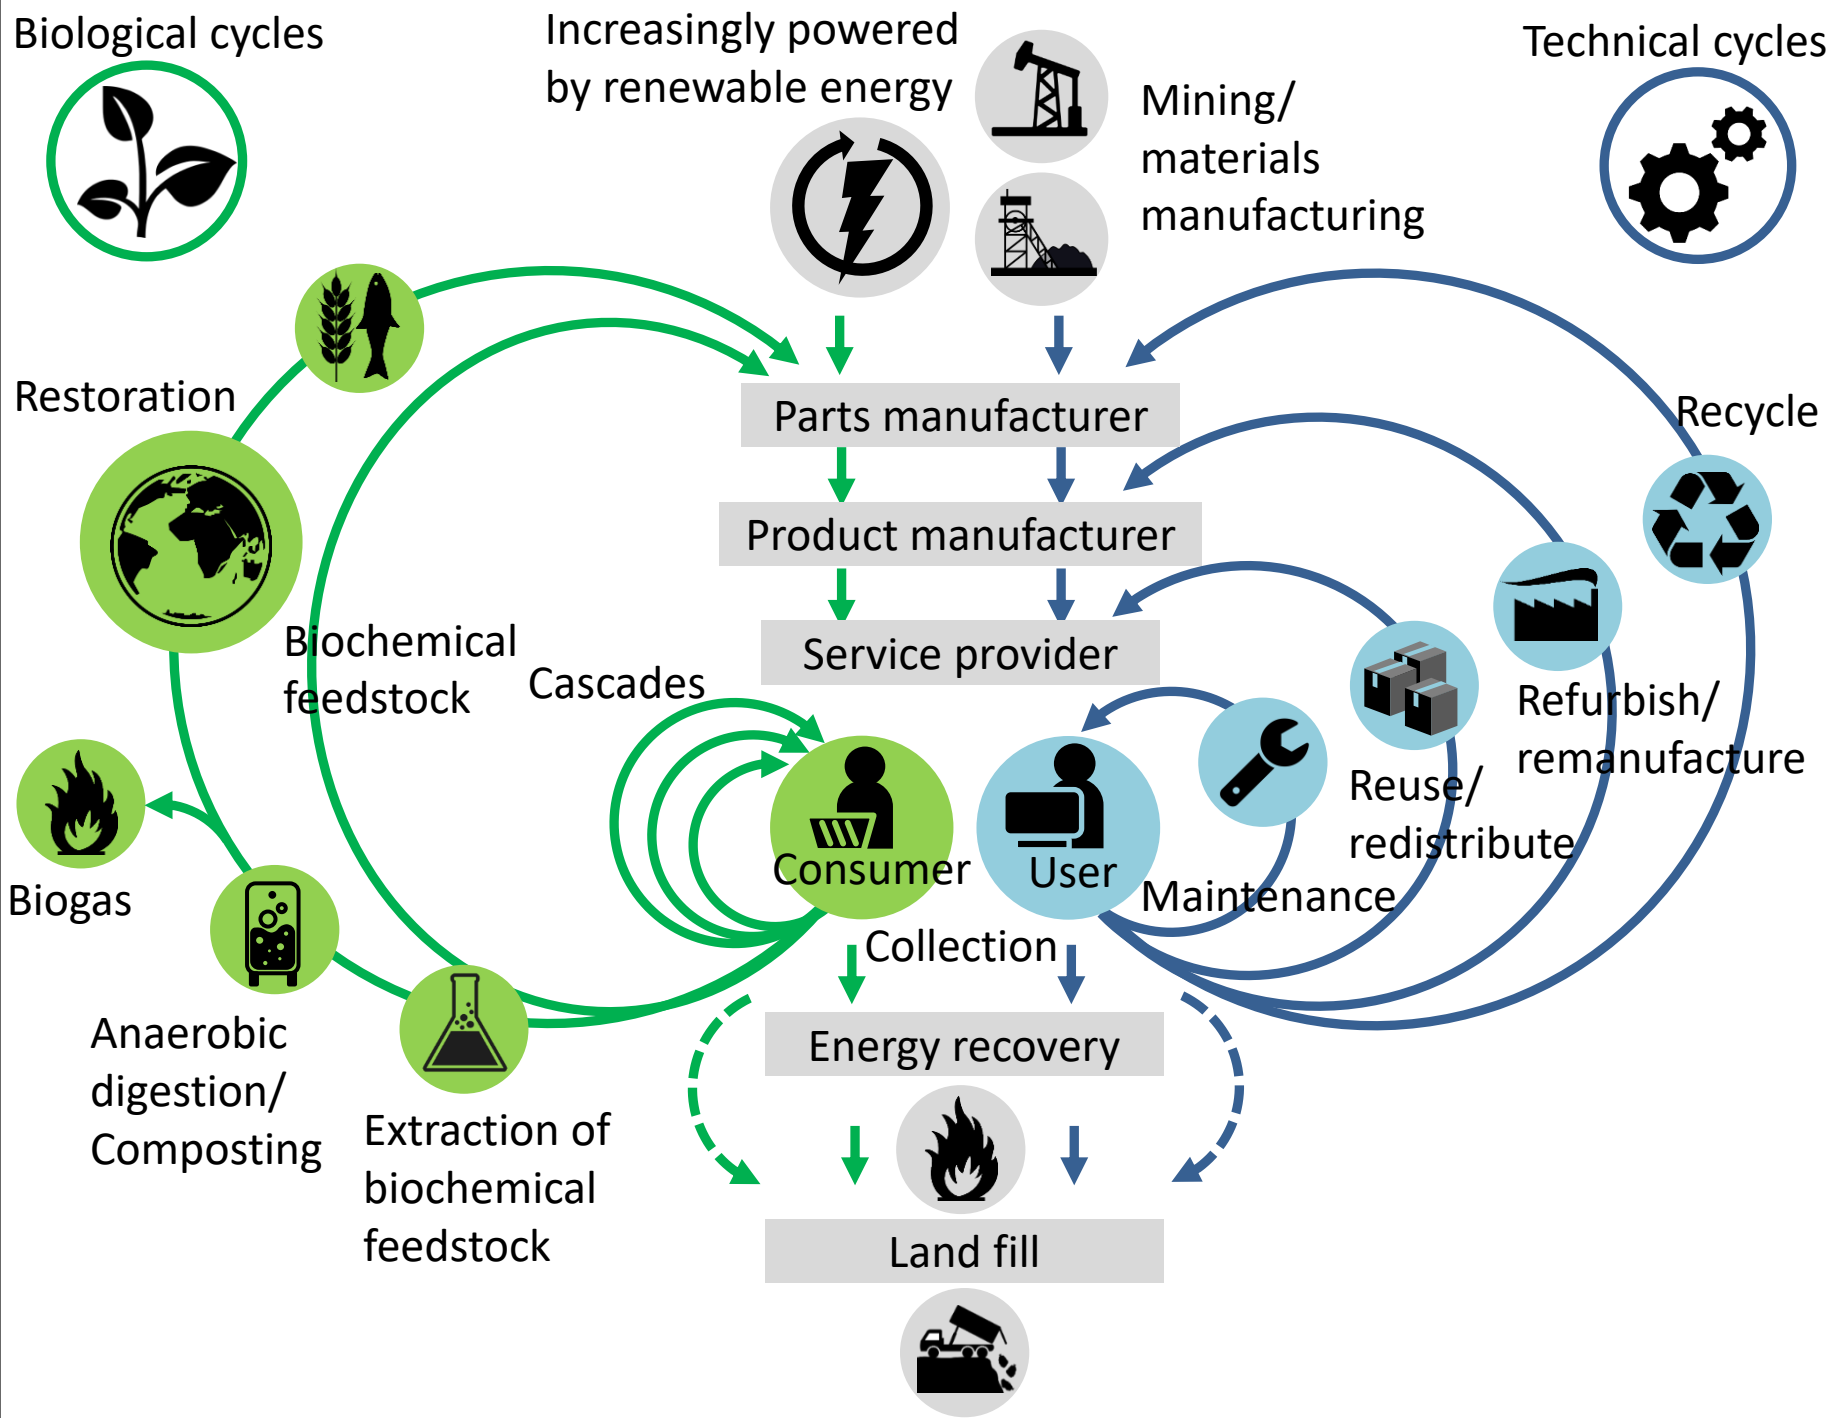 Biological cycles
Increasingly powered
by renewable energy
Mining/
materials
manufacturing
Technical cycles
Restoration
Parts manufacturer
Recycle
Product manufacturer
Biochemical
feedstock
Cascades
Service provider
Refurbish/
remanufacture
Reuse/
redistribute
Biogas
Consumer
User
Maintenance
Collection
Anaerobic
digestion/
Composting
Extraction of
biochemical
feedstock
Energy recovery
Land fill